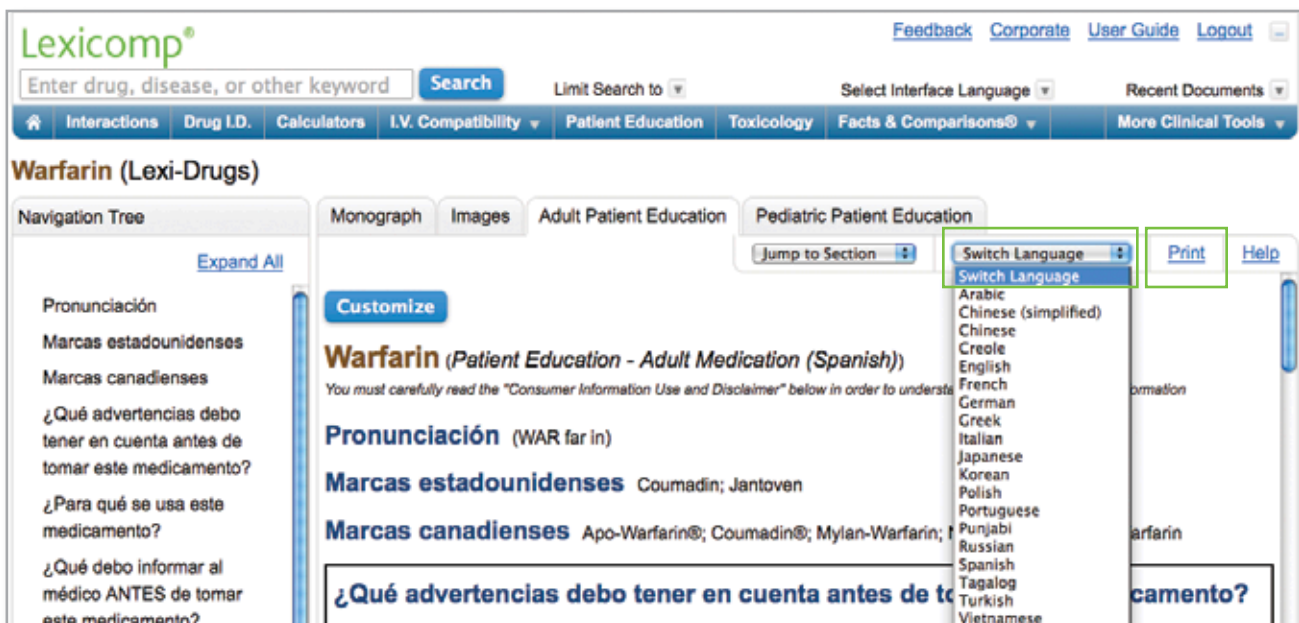 Lexicomp®
Feedback Corporate User Guide Logout
Enter drug, disease, or other keyword Search Limit Search to Select Interface Language Recent Documents
Interactions Drug I.D. Calculators I.V. Compatibility Patient Education Toxicology Facts & Comparisons® More Clinical Tools
Warfarin (Lexi-Drugs)
Navigation Tree
Expand All
Pronunciación
Marcas estadounidenses
Marcas canadienses
¿Qué advertencias debo
tener en cuenta antes de
tomar este medicamento?
¿Para qué se usa este
medicamento?
¿Qué debo informar al
médico ANTES de tomar
este medicamento?
Monograph Images Adult Patient Education Pediatric Patient Education
Jump to Section Switch Language Print Help
Customize
Warfarin (Patient Education - Adult Medication (Spanish))
You must carefully read the "Consumer Information Use and Disclaimer" below in order to
Pronunciación (WAR far in)
Marcas estadounidenses Coumadin; Jantoven
Marcas canadienses Apo-Warfarin®; Coumadin®; Mylan-Warfarin;
¿Qué advertencias debo tener en cuenta antes de
Switch Language
Arabic
Chinese (simplified)
Chinese
Creole
English
French
German
Greek
Italian
Japanese
Korean
Polish
Portuguese
Punjabi
Russian
Spanish
Tagalog
Turkish
Vietnamese